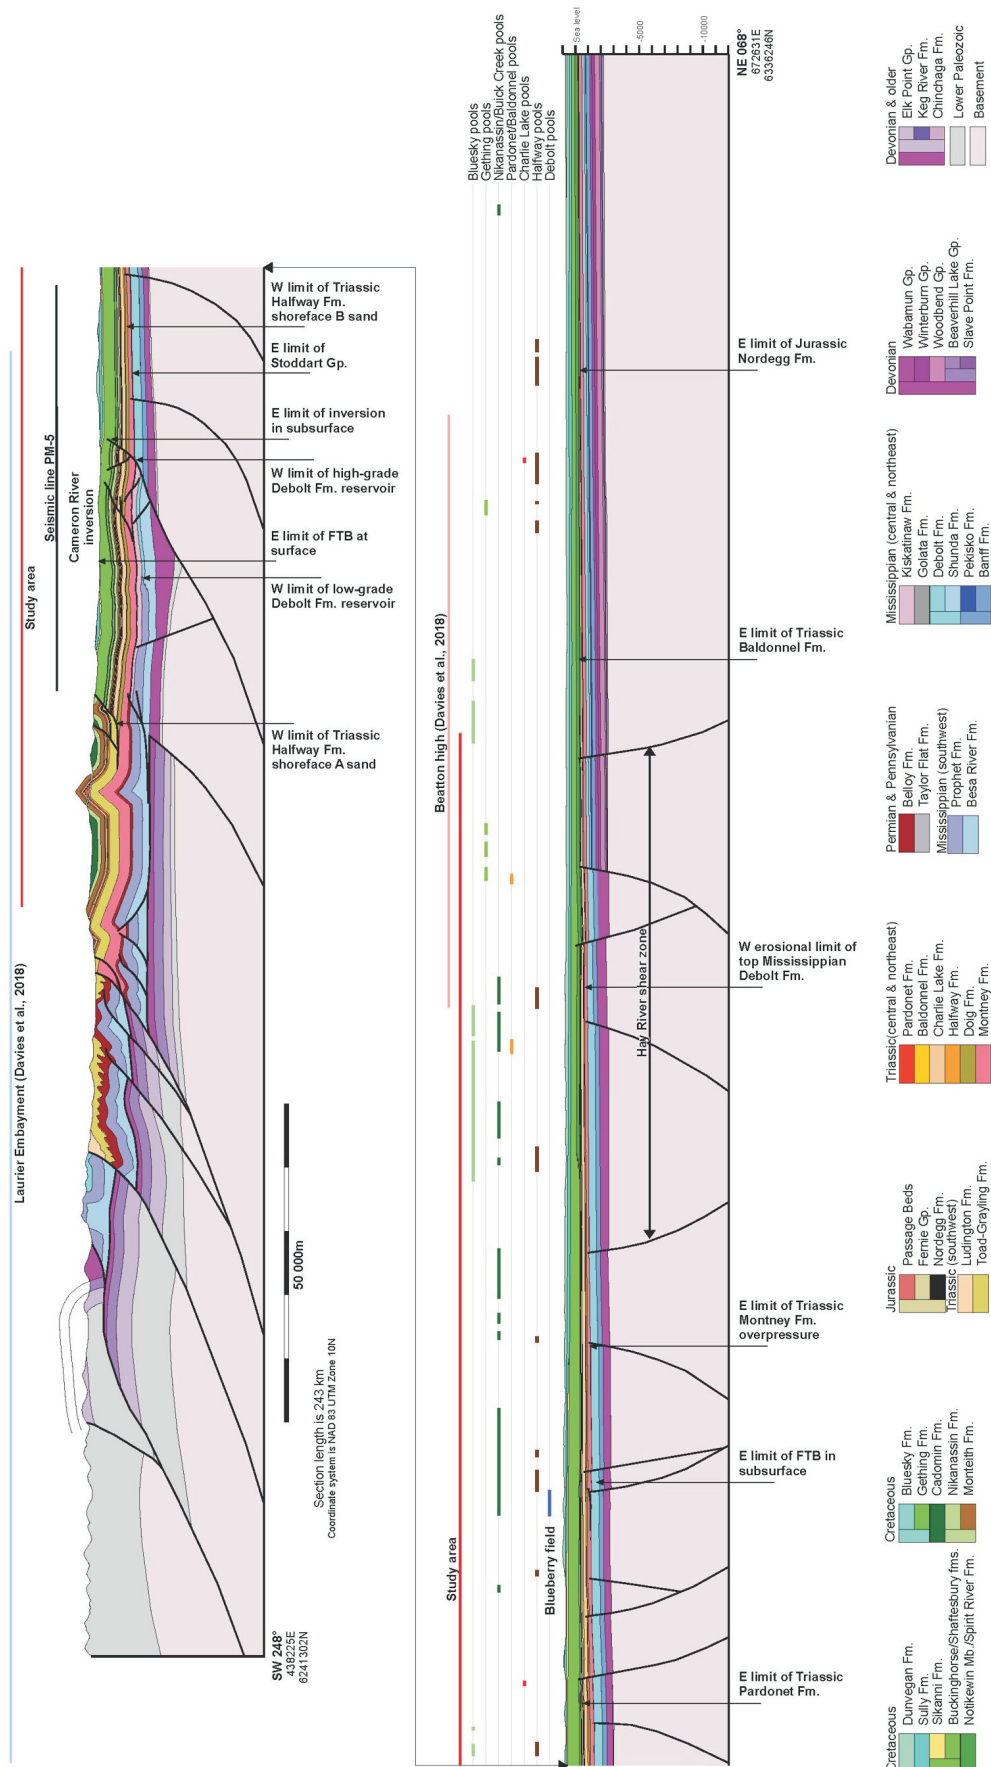 Laurier Embayment (Davies et al., 2018)
Study area
Seismic line PM-5
Cameron River
inversion
W limit of Triassic
Halfway Fm.
shoreface B sand
E limit of
Stoddart Gp.
E limit of inversion
in subsurface
W limit of high-grade
Debolt Fm. reservoir
E limit of FTB at
surface
W limit of low-grade
Debolt Fm. reservoir
W limit of Triassic
Halfway Fm.
shoreface A sand
50 000m
Section length is 243 km
Coordinate system is NAD 83 UTM Zone 10N
SW 248°
438225E
6241302N
Bluesky pools
Gething pools
Nikanassin/Buick Creek pools
Pardonet/Baldonnel pools
Charlie Lake pools
Halfway pools
Debolt pools
Beatton high (Davies et al., 2018)
Study area
Blueberry field
Sea level
-5000
-10000
NE 068°
672631E
6336246N
E limit of Jurassic
Nordegg Fm.
E limit of Triassic
Baldonnel Fm.
W erosional limit of
top Mississippian
Debolt Fm.
Hay River shear zone
E limit of Triassic
Montney Fm.
overpressure
E limit of FTB in
subsurface
E limit of Triassic
Pardonet Fm.
Cretaceous
Dunvegan Fm.
Sully Fm.
Sikanni Fm.
Buckinghorse/Shaftesbury fms.
Notikewin Mb./Spirit River Fm.
Cretaceous
Bluesky Fm.
Gething Fm.
Cadomin Fm.
Nikanassin Fm.
Monteith Fm.
Jurassic
Passage Beds
Fernie Gp.
Nordegg Fm.
Triassic (southwest)
Ludington Fm.
Toad-Grayling Fm.
Triassic(central & northeast)
Pardonet Fm.
Baldonnel Fm.
Charlie Lake Fm.
Halfway Fm.
Doig Fm.
Montney Fm.
Permian & Pennsylvanian
Belloy Fm.
Taylor Flat Fm.
Mississippian (southwest)
Prophet Fm.
Besa River Fm.
Mississippian (central & northeast)
Kiskatinaw Fm.
Golata Fm.
Debolt Fm.
Shunda Fm.
Pekisko Fm.
Banff Fm.
Devonian
Wabamun Gp.
Winterburn Gp.
Woodbend Gp.
Beaverhill Lake Gp.
Slave Point Fm.
Devonian & older
Elk Point Gp.
Keg River Fm.
Chinchaga Fm.
Lower Paleozoic
Basement